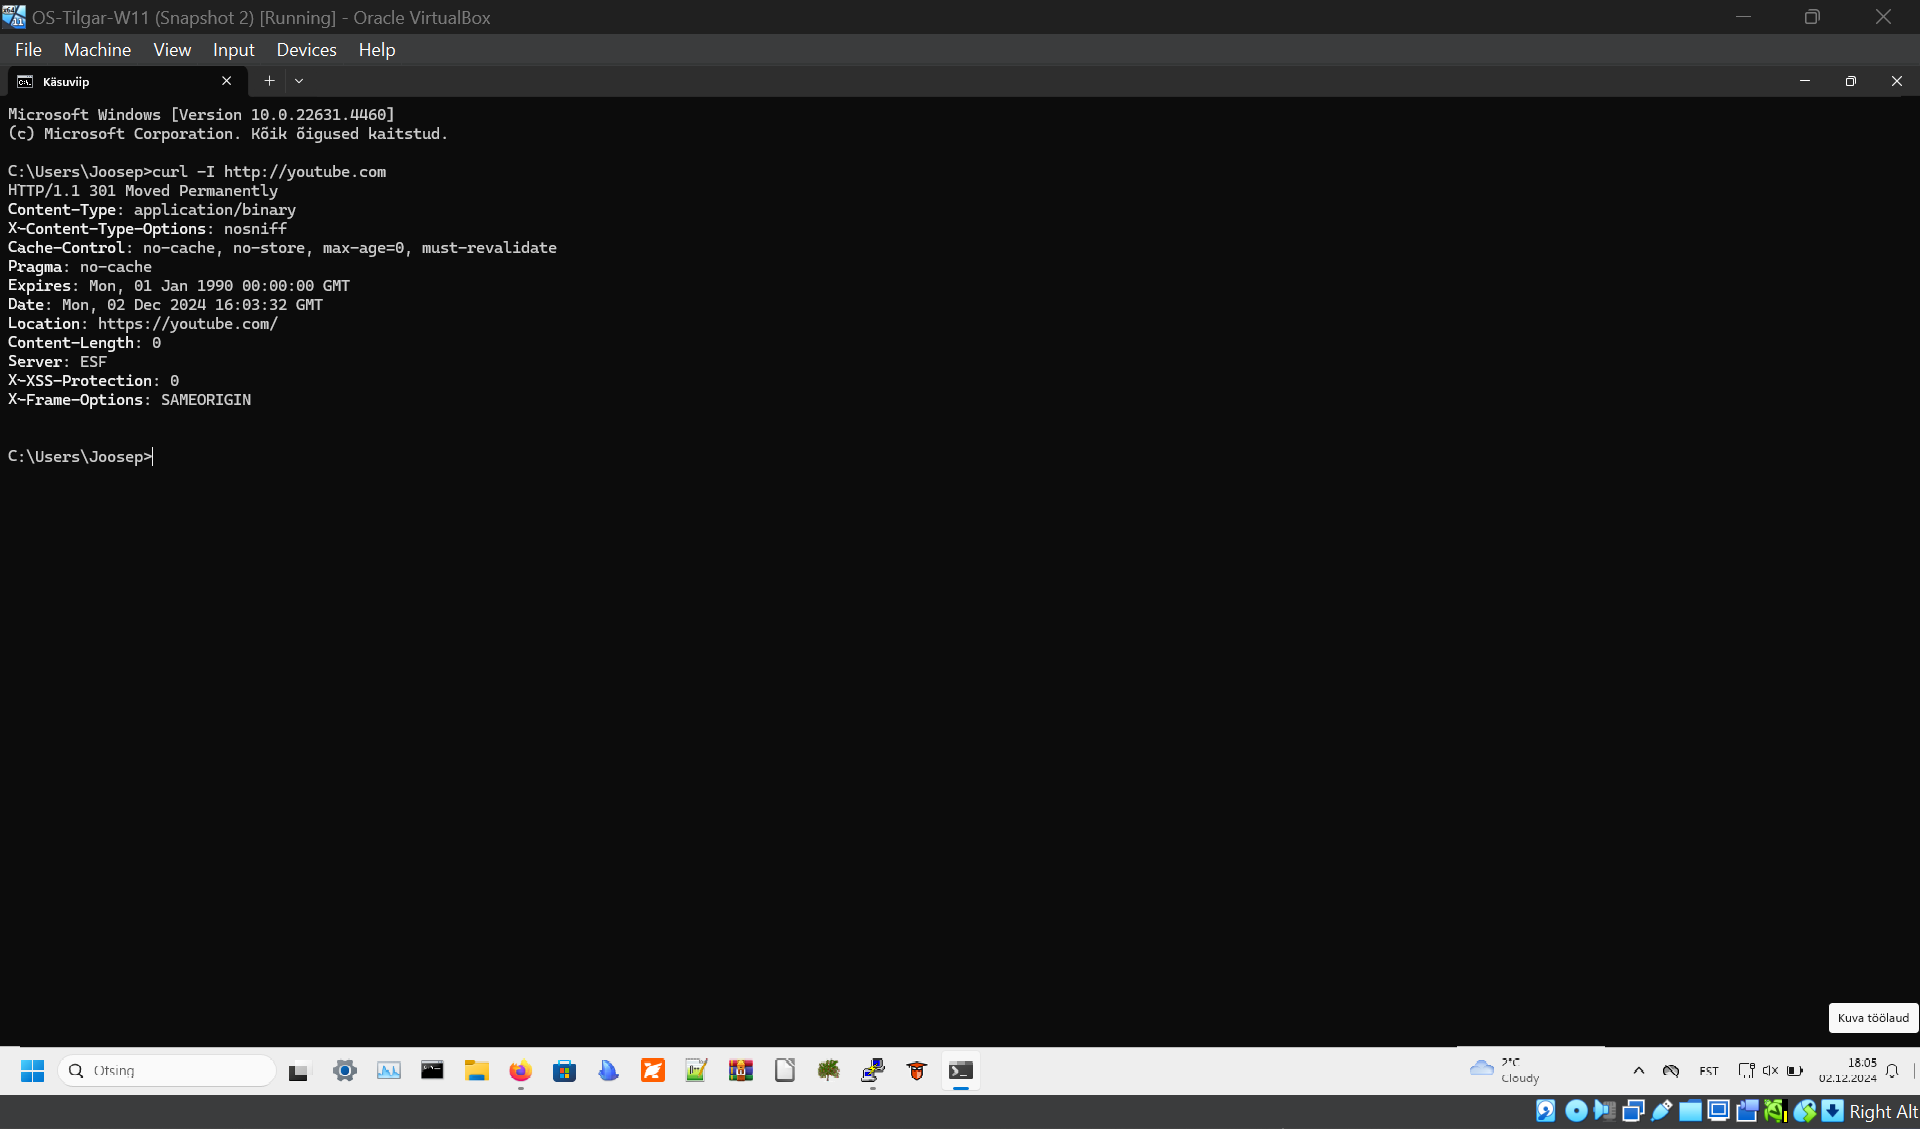 OS-Tilgar-W11 (Snapshot 2) [Running] - Oracle VirtualBox
File Machine View Input Devices Help
Käsuviip
Microsoft Windows [Version 10.0.22631.4460]
(c) Microsoft Corporation. Kõik õigused kaitstud.
C:\Users\Joosep>curl -I http://youtube.com
HTTP/1.1 301 Moved Permanently
Content-Type: application/binary
X-Content-Type-Options: nosniff
Cache-Control: no-cache, no-store, max-age=0, must-revalidate
Pragma: no-cache
Expires: Mon, 01 Jan 1990 00:00:00 GMT
Date: Mon, 02 Dec 2024 16:03:32 GMT
Location: https://youtube.com/
Content-Length: 0
Server: ESF
X-XSS-Protection: 0
X-Frame-Options: SAMEORIGIN
C:\Users\Joosep>
Kuva töölaud
Otsing
2°C
Cloudy
EST
18:05
02.12.2024
Right Alt